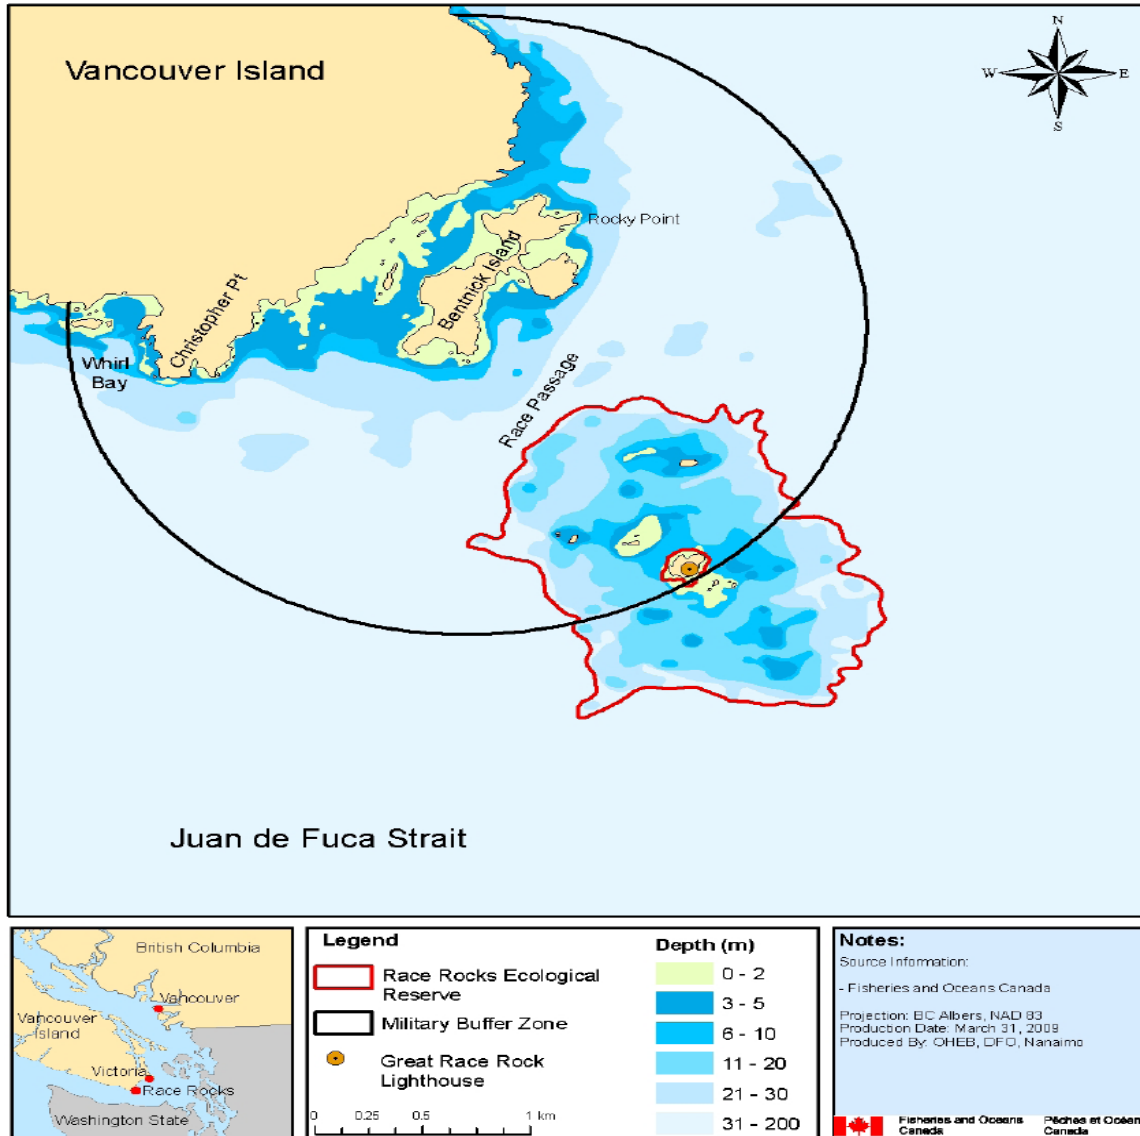 Vancouver Island
N
W
E
S
Rocky Point
Bentnick Island
Christopher Pt
Whirl
Bay
Race Passage
Juan de Fuca Strait
British Columbia
Vancouver
Vancouver
Island
Victoria
Race Rocks
Washington State
Legend
Race Rocks Ecological
Reserve
Military Buffer Zone
Great Race Rock
Lighthouse
0 0.25 0.5 1 km
Depth (m)
0 - 2
3 - 5
6 - 10
11 - 20
21 - 30
31 - 200
Notes:
Source Information:
- Fisheries and Oceans Canada
Projection: BC Albers, NAD 83
Production Date: March 31, 2009
Produced By: OHEB, DFO, Nanaimo
Fisheries and Oceans
Canada
Pêches et Océan
Canada